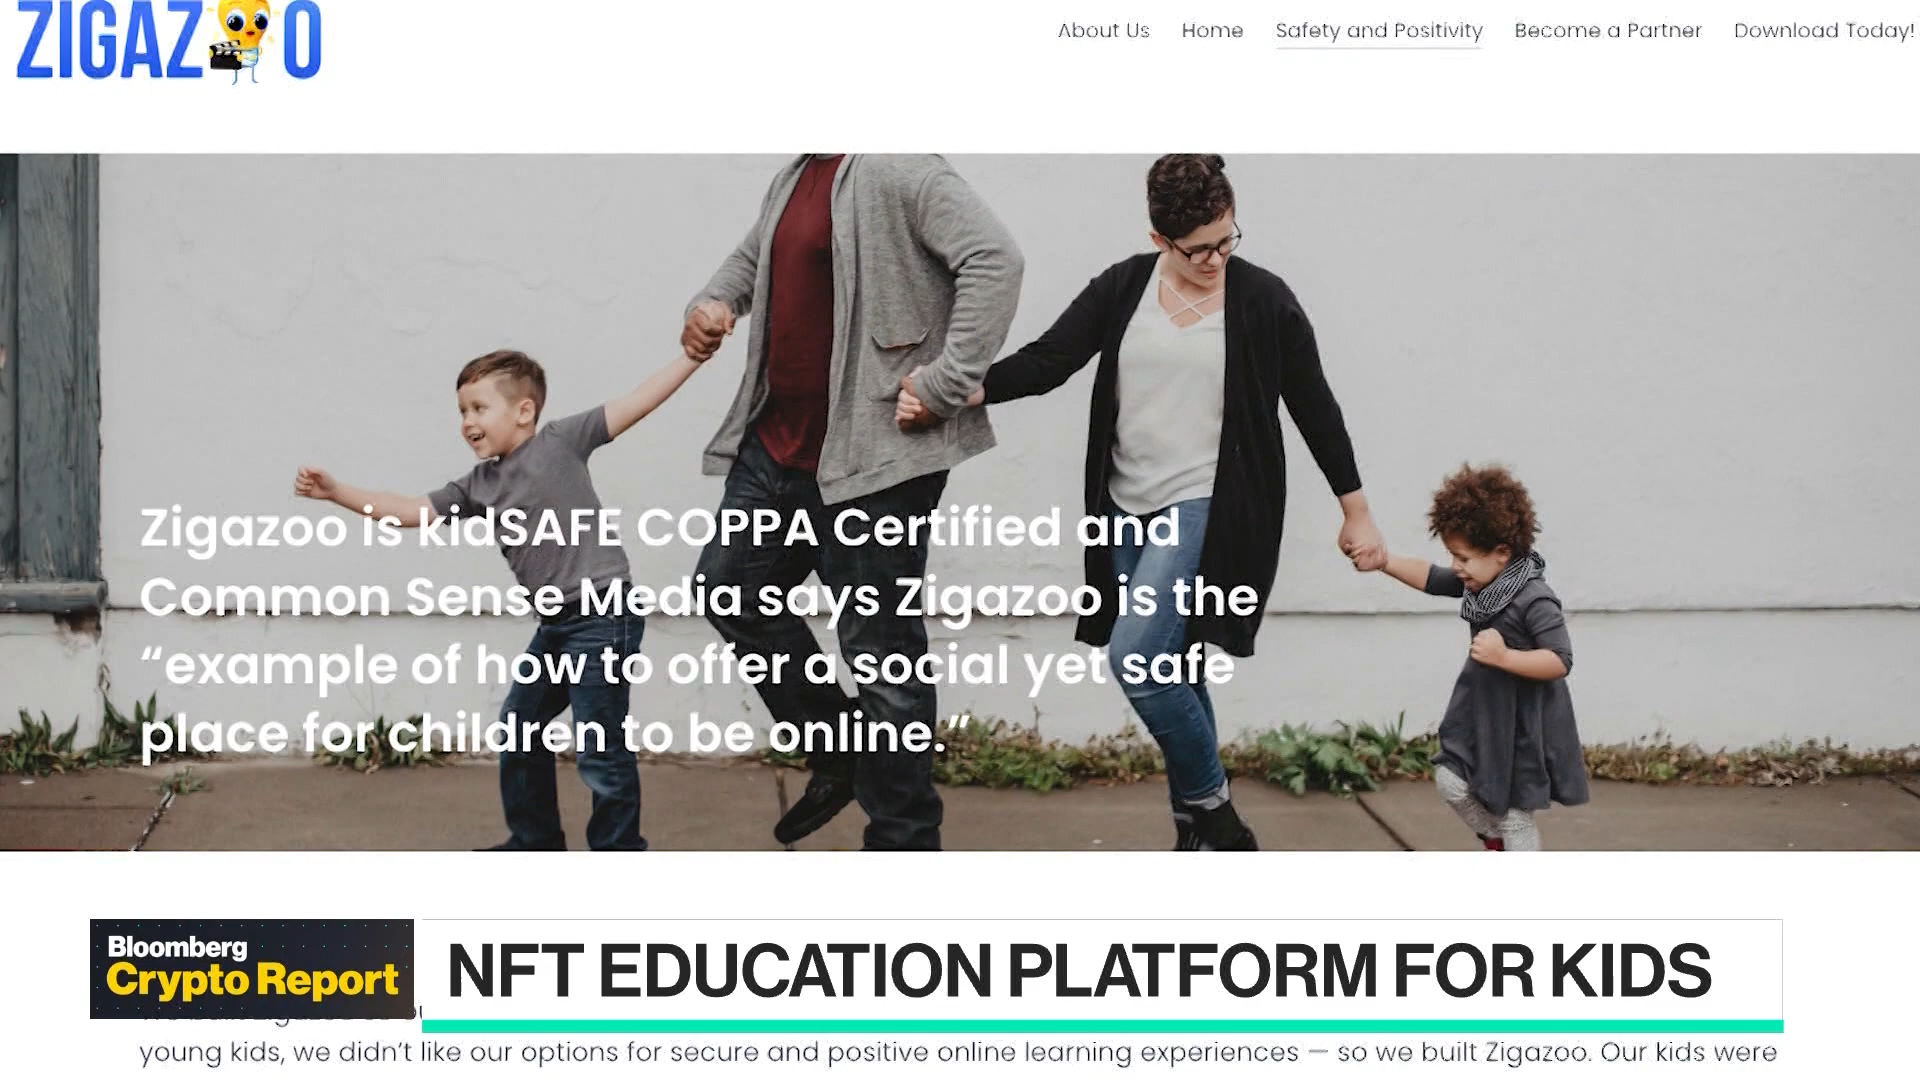 ZIGAZOO
About Us Home Safety and Positivity Become a Partner Download Today!
Zigazoo is kidSAFE COPPA Certified and
Common Sense Media says Zigazoo is the
“example of how to offer a social yet safe
place for children to be online.”
Bloomberg
Crypto Report
NFT EDUCATION PLATFORM FOR KIDS
young kids, we didn’t like our options for secure and positive online learning experiences — so we built Zigazoo. Our kids were